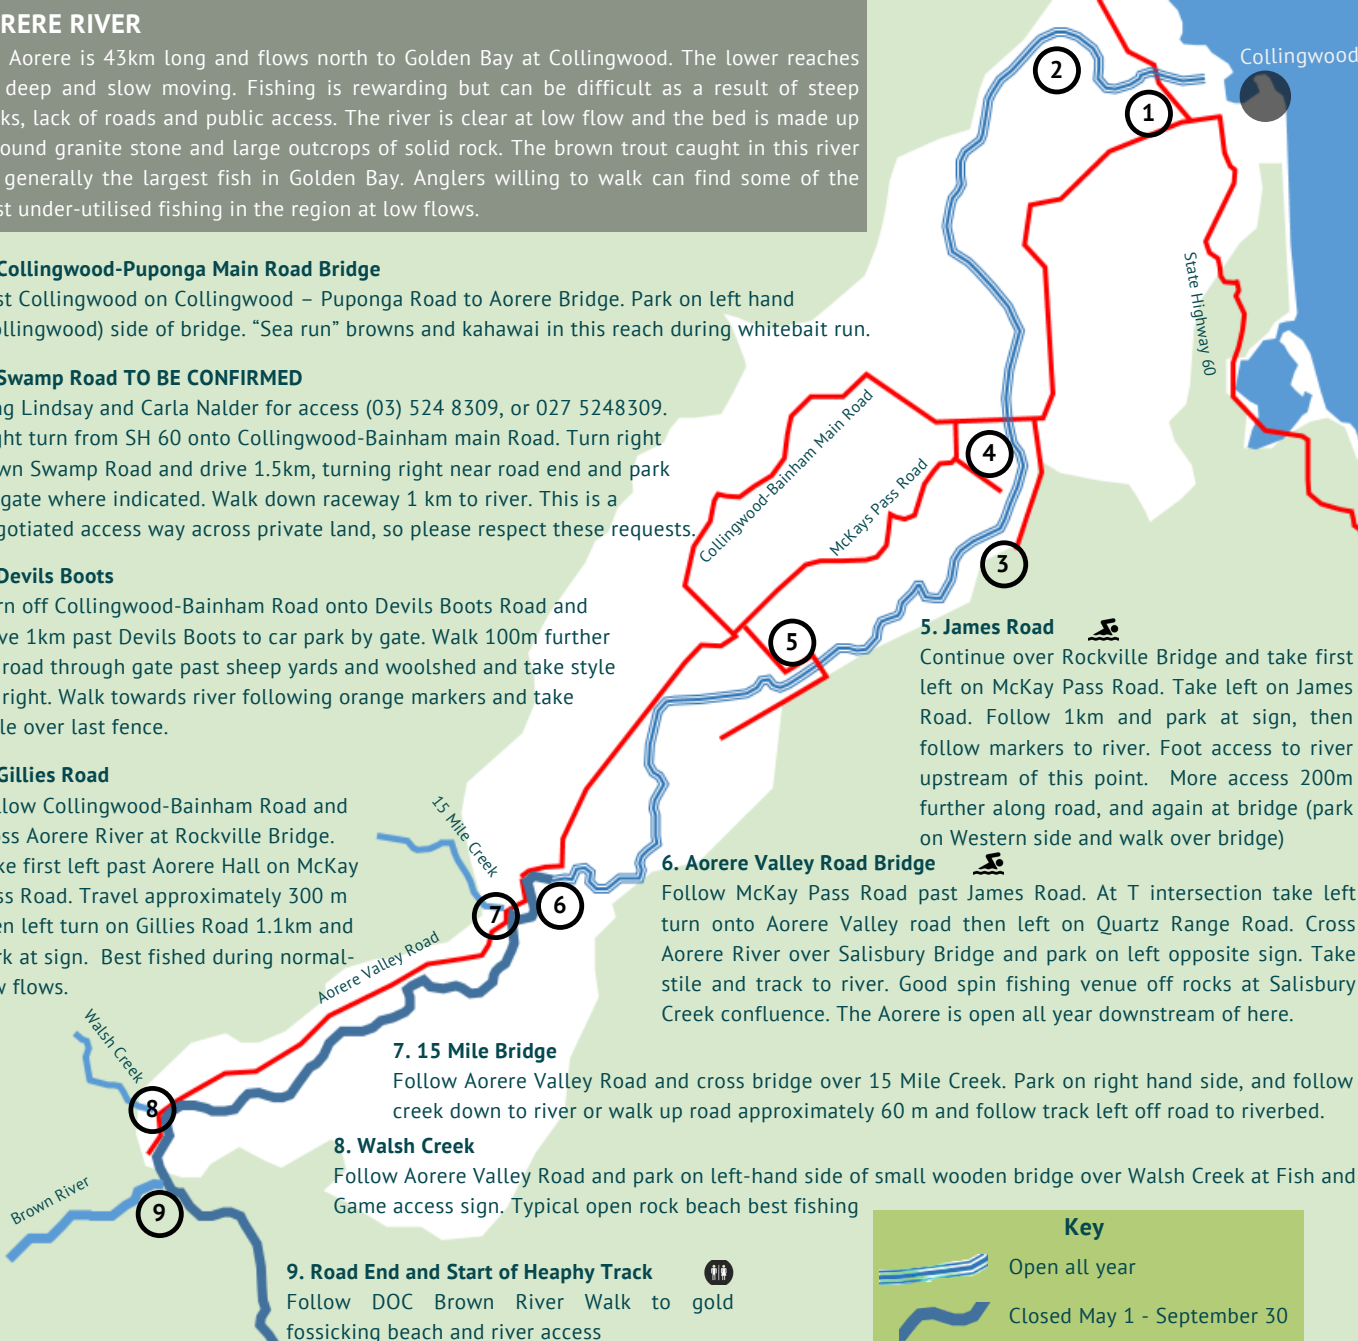 RERE RIVER
Aorere is 43km long and flows north to Golden Bay at Collingwood. The lower reaches
deep and slow moving. Fishing is rewarding but can be difficult as a result of steep
ks, lack of roads and public access. The river is clear at low flow and the bed is made up
ound granite stone and large outcrops of solid rock. The brown trout caught in this river
generally the largest fish in Golden Bay. Anglers willing to walk can find some of the
st under-utilised fishing in the region at low flows.
Collingwood-Puponga Main Road Bridge
st Collingwood on Collingwood – Puponga Road to Aorere Bridge. Park on left hand
ollingwood) side of bridge. “Sea run” browns and kahawai in this reach during whitebait run.
Swamp Road TO BE CONFIRMED
ng Lindsay and Carla Nalder for access (03) 524 8309, or 027 5248309.
ght turn from SH 60 onto Collingwood-Bainham main Road. Turn right
wn Swamp Road and drive 1.5km, turning right near road end and park
gate where indicated. Walk down raceway 1 km to river. This is a
gotiated access way across private land, so please respect these requests.
Devils Boots
rn off Collingwood-Bainham Road onto Devils Boots Road and
ve 1km past Devils Boots to car park by gate. Walk 100m further
road through gate past sheep yards and woolshed and take style
right. Walk towards river following orange markers and take
le over last fence.
Gillies Road
llow Collingwood-Bainham Road and
oss Aorere River at Rockville Bridge.
ke first left past Aorere Hall on McKay
ss Road. Travel approximately 300 m
en left turn on Gillies Road 1.1km and
rk at sign. Best fished during normal-
w flows.
5. James Road
Continue over Rockville Bridge and take first
left on McKay Pass Road. Take left on James
Road. Follow 1km and park at sign, then
follow markers to river. Foot access to river
upstream of this point. More access 200m
further along road, and again at bridge (park
on Western side and walk over bridge)
6. Aorere Valley Road Bridge
Follow McKay Pass Road past James Road. At T intersection take left
turn onto Aorere Valley road then left on Quartz Range Road. Cross
Aorere River over Salisbury Bridge and park on left opposite sign. Take
stile and track to river. Good spin fishing venue off rocks at Salisbury
Creek confluence. The Aorere is open all year downstream of here.
7. 15 Mile Bridge
Follow Aorere Valley Road and cross bridge over 15 Mile Creek. Park on right hand side, and follow
creek down to river or walk up road approximately 60 m and follow track left off road to riverbed.
8. Walsh Creek
Follow Aorere Valley Road and park on left-hand side of small wooden bridge over Walsh Creek at Fish and
Game access sign. Typical open rock beach best fishing
9. Road End and Start of Heaphy Track
Follow DOC Brown River Walk to gold
fossicking beach and river access
Key
Open all year
Closed May 1 - September 30
Collingwood
State Highway 60
Collingwood-Bainham Main Road
McKays Pass Road
15 Mile Creek
Aorere Valley Road
Walsh Creek
Brown River
1
2
3
4
5
6
7
8
9